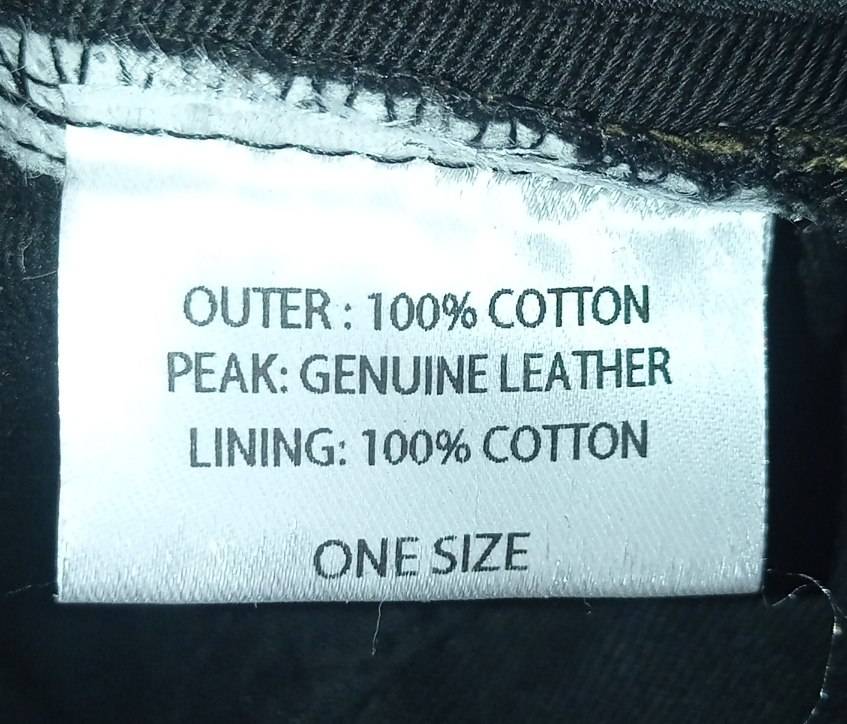 OUTER : 100% COTTON
PEAK: GENUINE LEATHER
LINING: 100% COTTON
ONE SIZE